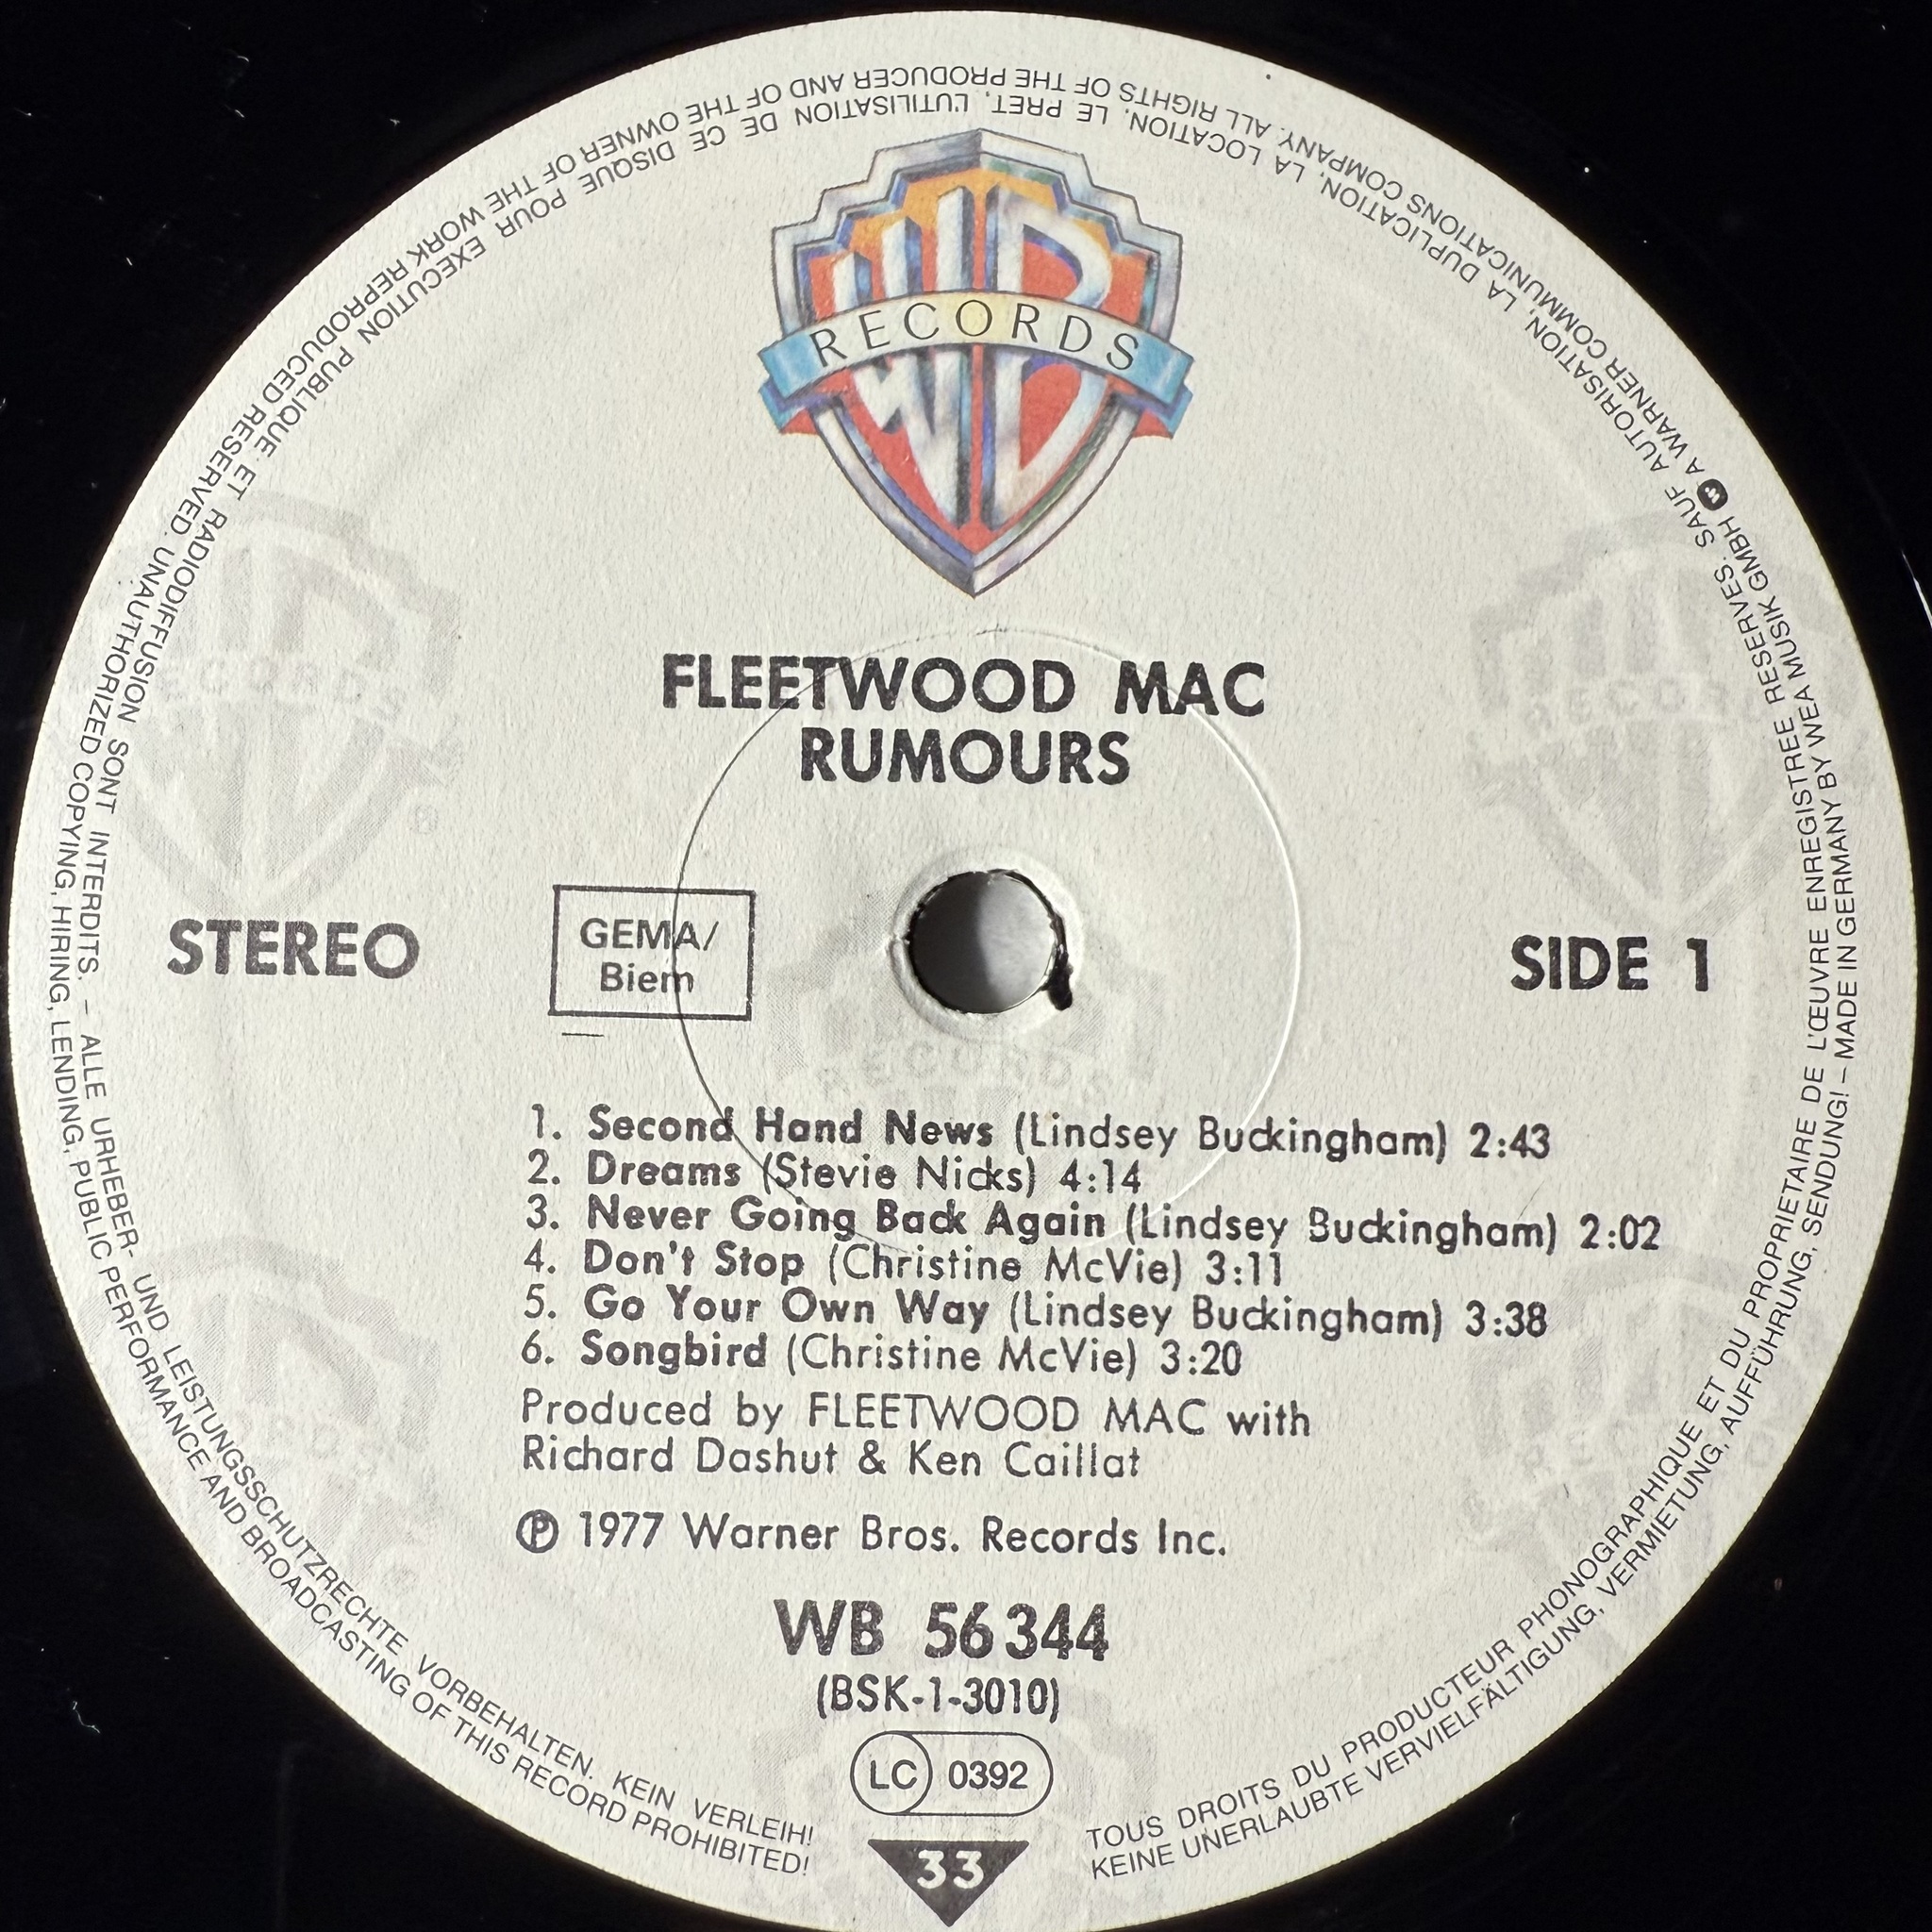 RECORDS
FLEETWOOD MAC
RUMOURS
STEREO
GEMA/
Biem
SIDE 1
1. Second Hand News (Lindsey Buckingham) 2:43
2. Dreams (Stevie Nicks) 4:14
3. Never Going Back Again (Lindsey Buckingham) 2:02
4. Don't Stop (Christine McVie) 3:11
5. Go Your Own Way (Lindsey Buckingham) 3:38
6. Songbird (Christine McVie) 3:20
Produced by FLEETWOOD MAC with
Richard Dashut & Ken Caillat
℗ 1977 Warner Bros. Records Inc.
WB 56 344
(BSK-1-3010)
LC 0392
33
TOUS DROITS DU PRODUCTEUR PHONOGRAPHIQUE ET DU PROPRIETAIRE DE L'ŒUVRE ENREGISTREE RESERVES. SAUF AUTORISATION, LA DUPLICATION, LA LOCATION, LE PRET, L'UTILISATION DE CE DISQUE POUR EXECUTION PUBLIQUE ET RADIODIFFUSION SONT INTERDITS. – ALLE URHEBER- UND LEISTUNGSSCHUTZRECHTE VORBEHALTEN. KEIN VERLEIH!
KEINE UNERLAUBTE VERVIELFÄLTIGUNG, VERMIETUNG, AUFFÜHRUNG, SENDUNG! – MADE IN GERMANY BY WEA MUSIK GMBH A WARNER COMMUNICATIONS COMPANY. ALL RIGHTS OF THE PRODUCER AND OF THE OWNER OF THE WORK REPRODUCED RESERVED. UNAUTHORIZED COPYING, HIRING, LENDING, PUBLIC PERFORMANCE AND BROADCASTING OF THIS RECORD PROHIBITED!